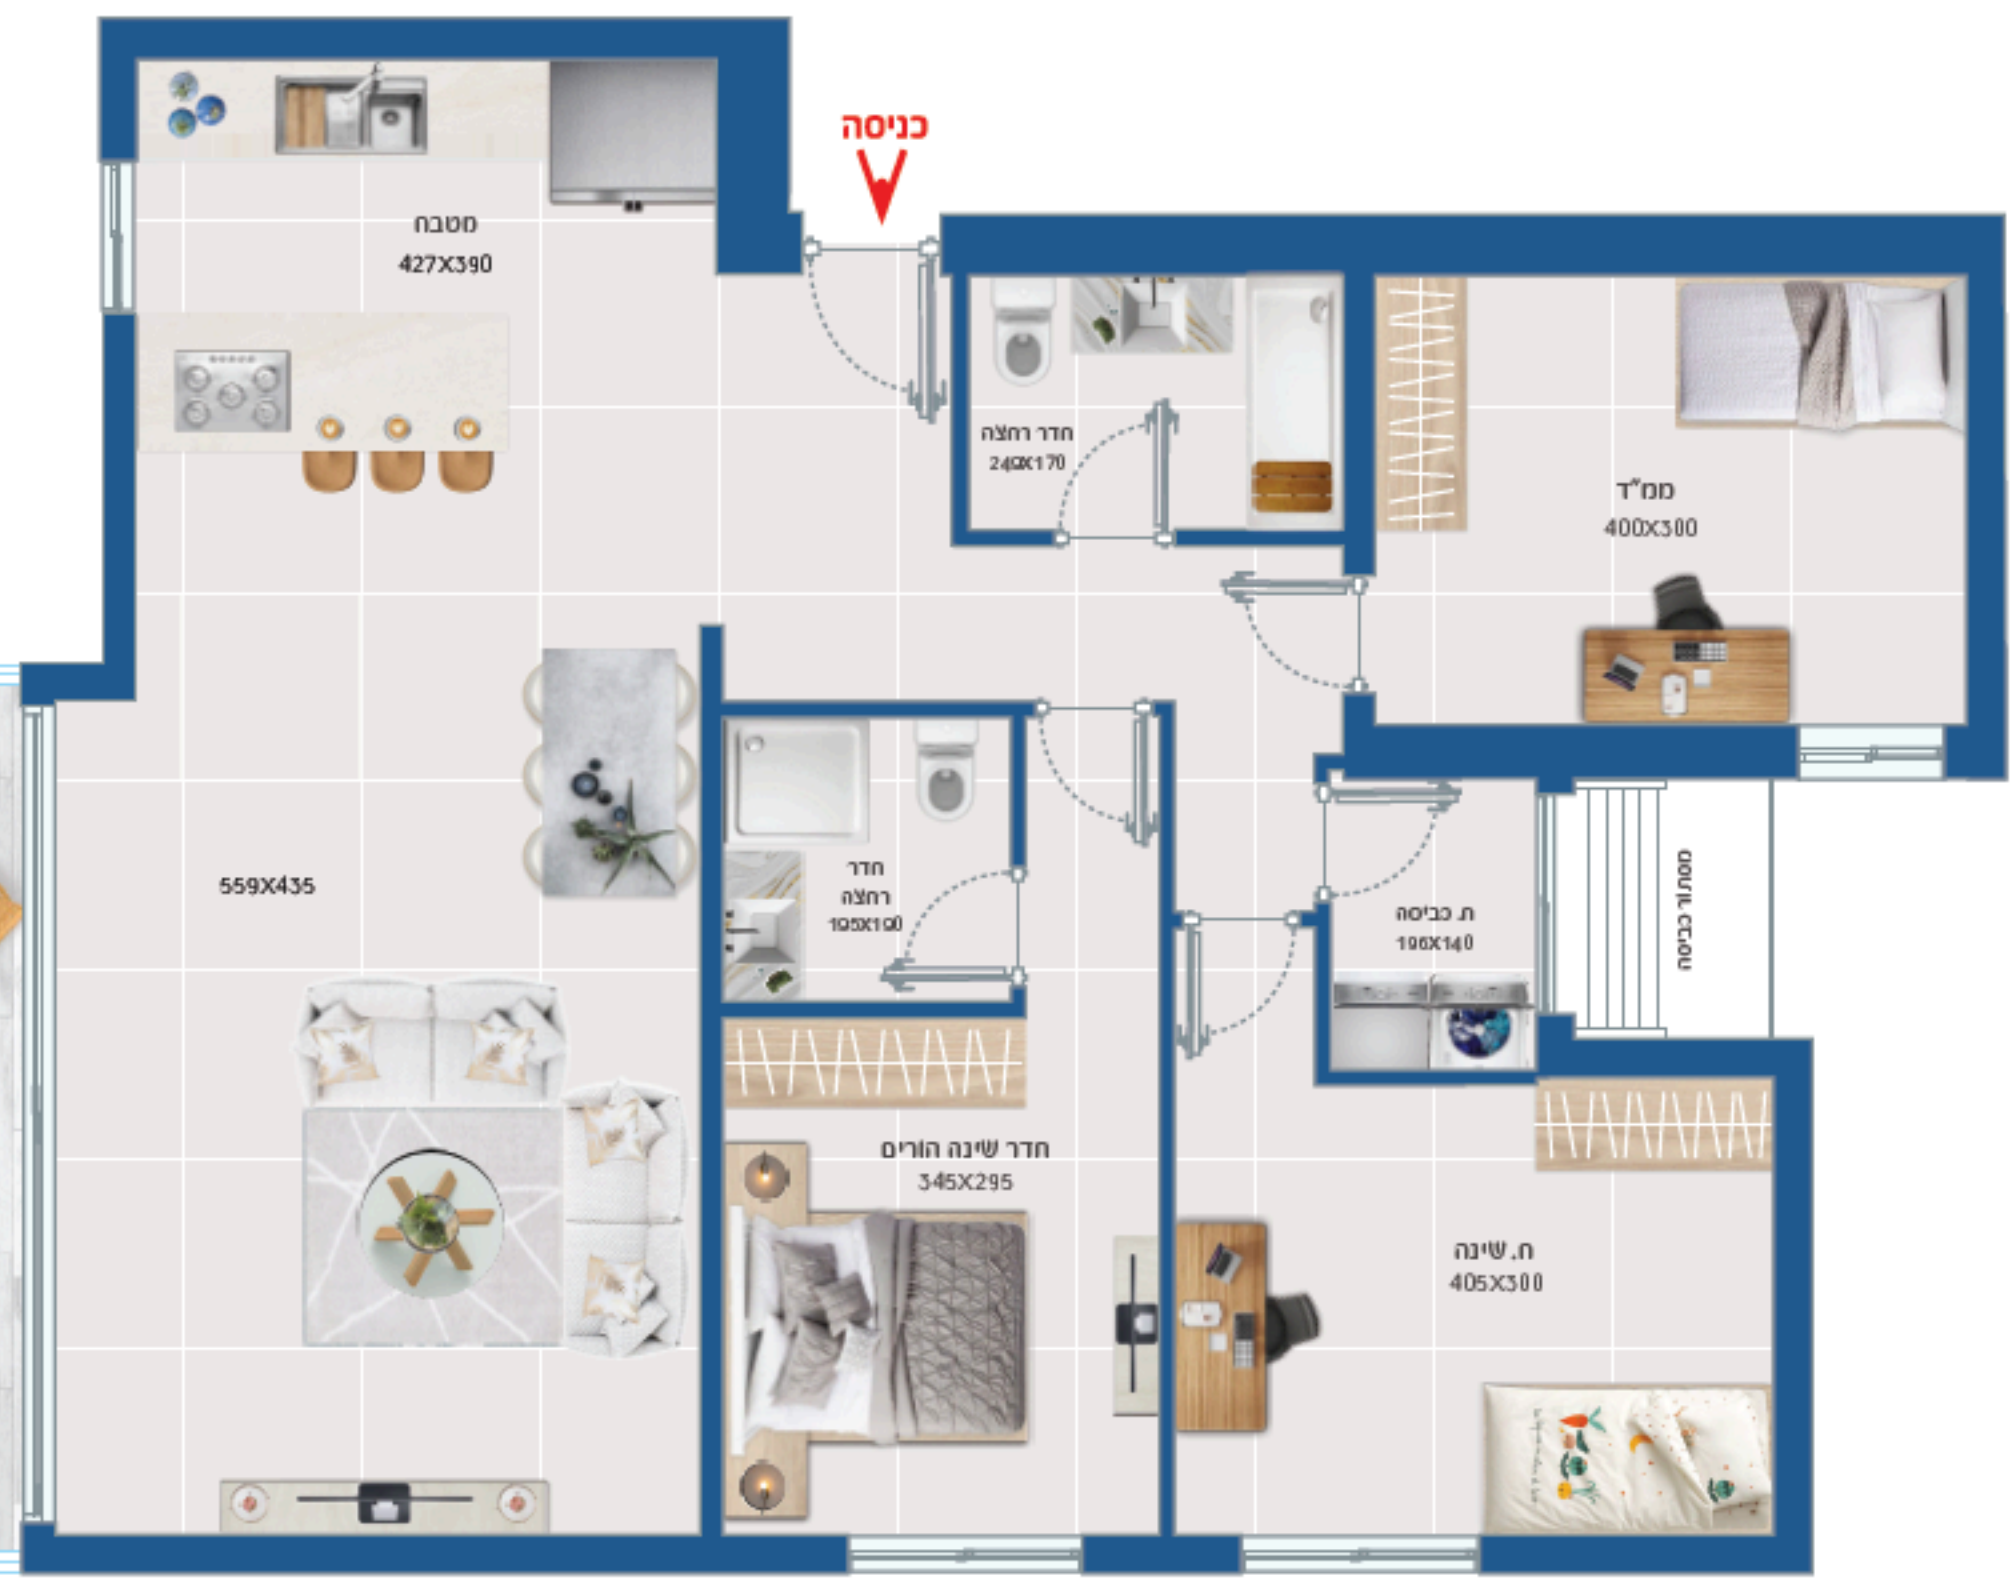 כניסה
מטבח
427X390
חדר רחצה
240X170
ממ"ד
400X300
559X435
חדר
רחצה
195X190
ח. כביסה
196X140
מסתור כביסה
חדר שינה הורים
345X295
ח. שינה
405X300